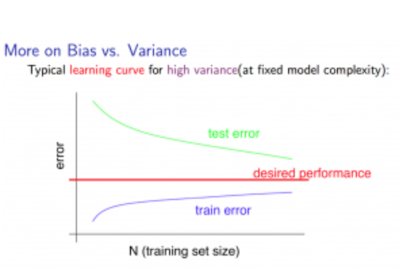 More on Bias vs. Variance
Typical learning curve for high variance(at fixed model complexity):
error
test error
desired performance
train error
N (training set size)